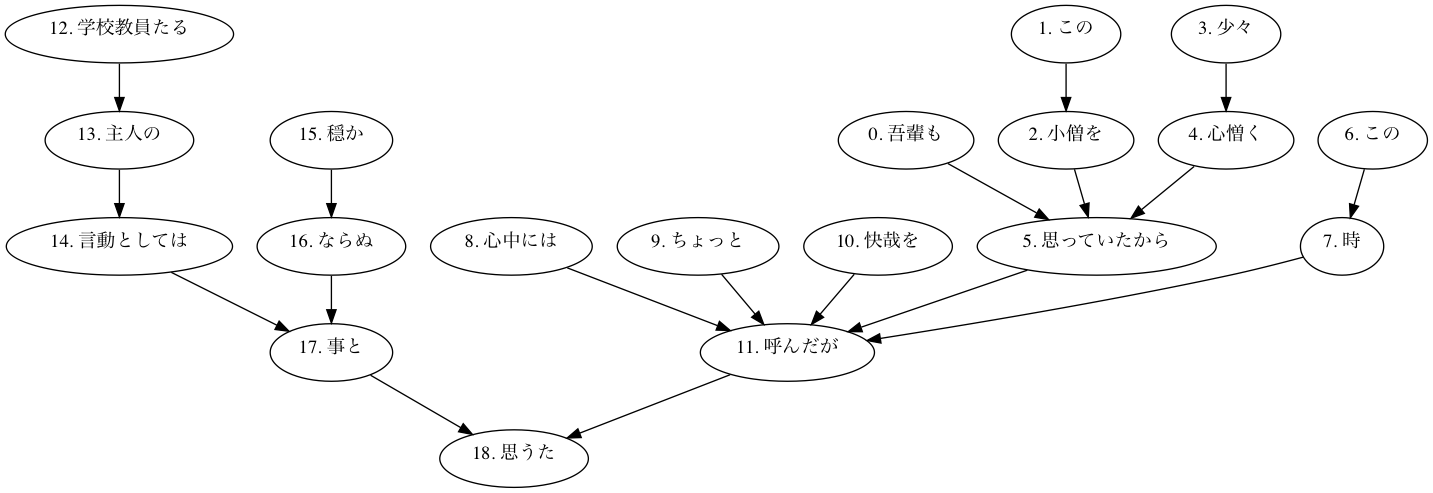 12. 学校教員たる
1. この
3. 少々
13. 主人の
15. 穏か
0. 吾輩も
2. 小僧を
4. 心憎く
6. この
14. 言動としては
16. ならぬ
8. 心中には
9. ちょっと
10. 快哉を
5. 思っていたから
7. 時
17. 事と
11. 呼んだが
18. 思うた